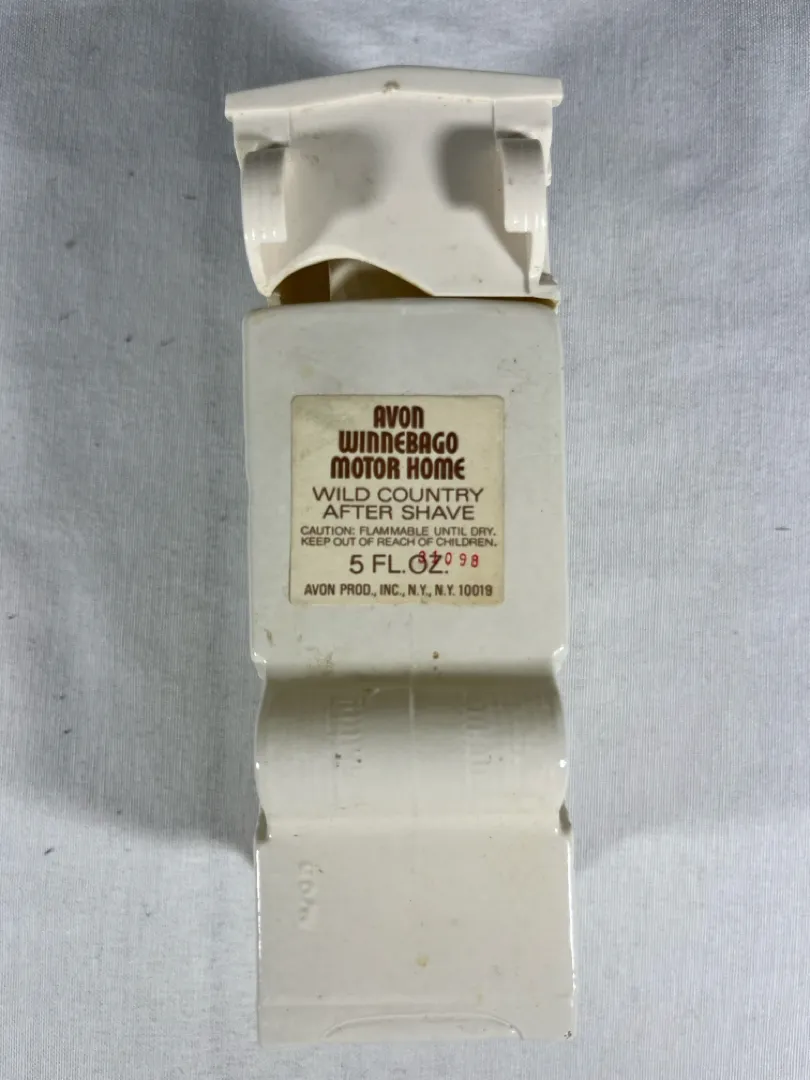 AVON
WINNEBAGO
MOTOR HOME
WILD COUNTRY
AFTER SHAVE
CAUTION: FLAMMABLE UNTIL DRY.
KEEP OUT OF REACH OF CHILDREN.
5 FL.OZ.
AVON PROD., INC., N.Y., N.Y. 10019